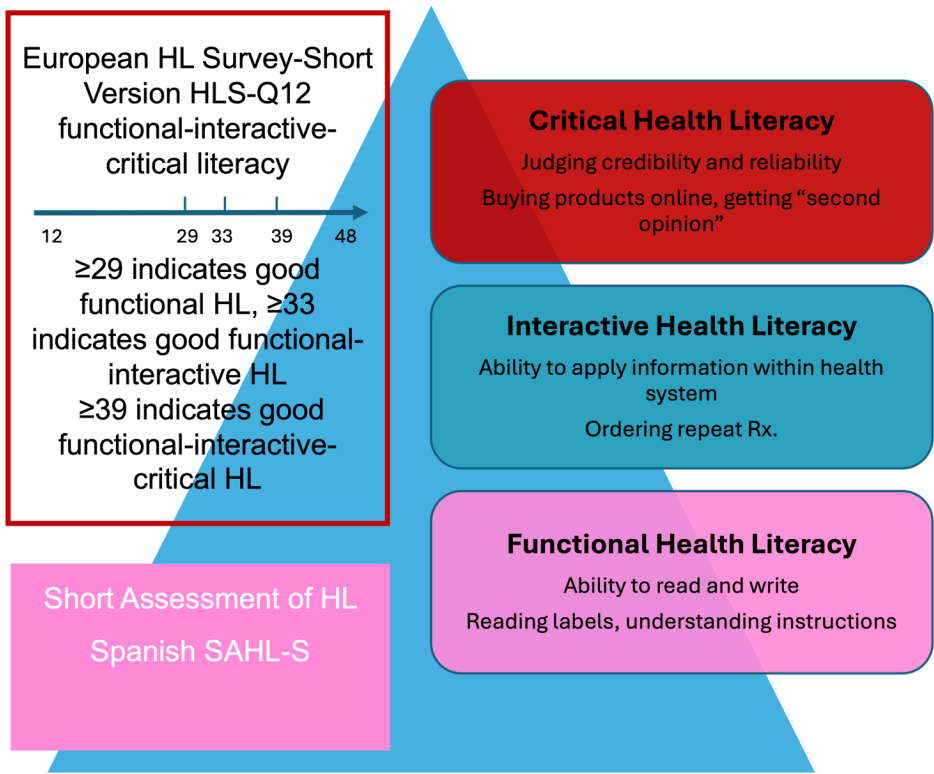 European HL Survey-Short
Version HLS-Q12
functional-interactive-
critical literacy
12 29 33 39 48
≥29 indicates good
functional HL, ≥33
indicates good functional-
interactive HL
≥39 indicates good
functional-interactive-
critical HL
Short Assessment of HL
Spanish SAHL-S
Critical Health Literacy
Judging credibility and reliability
Buying products online, getting “second
opinion”
Interactive Health Literacy
Ability to apply information within health
system
Ordering repeat Rx.
Functional Health Literacy
Ability to read and write
Reading labels, understanding instructions